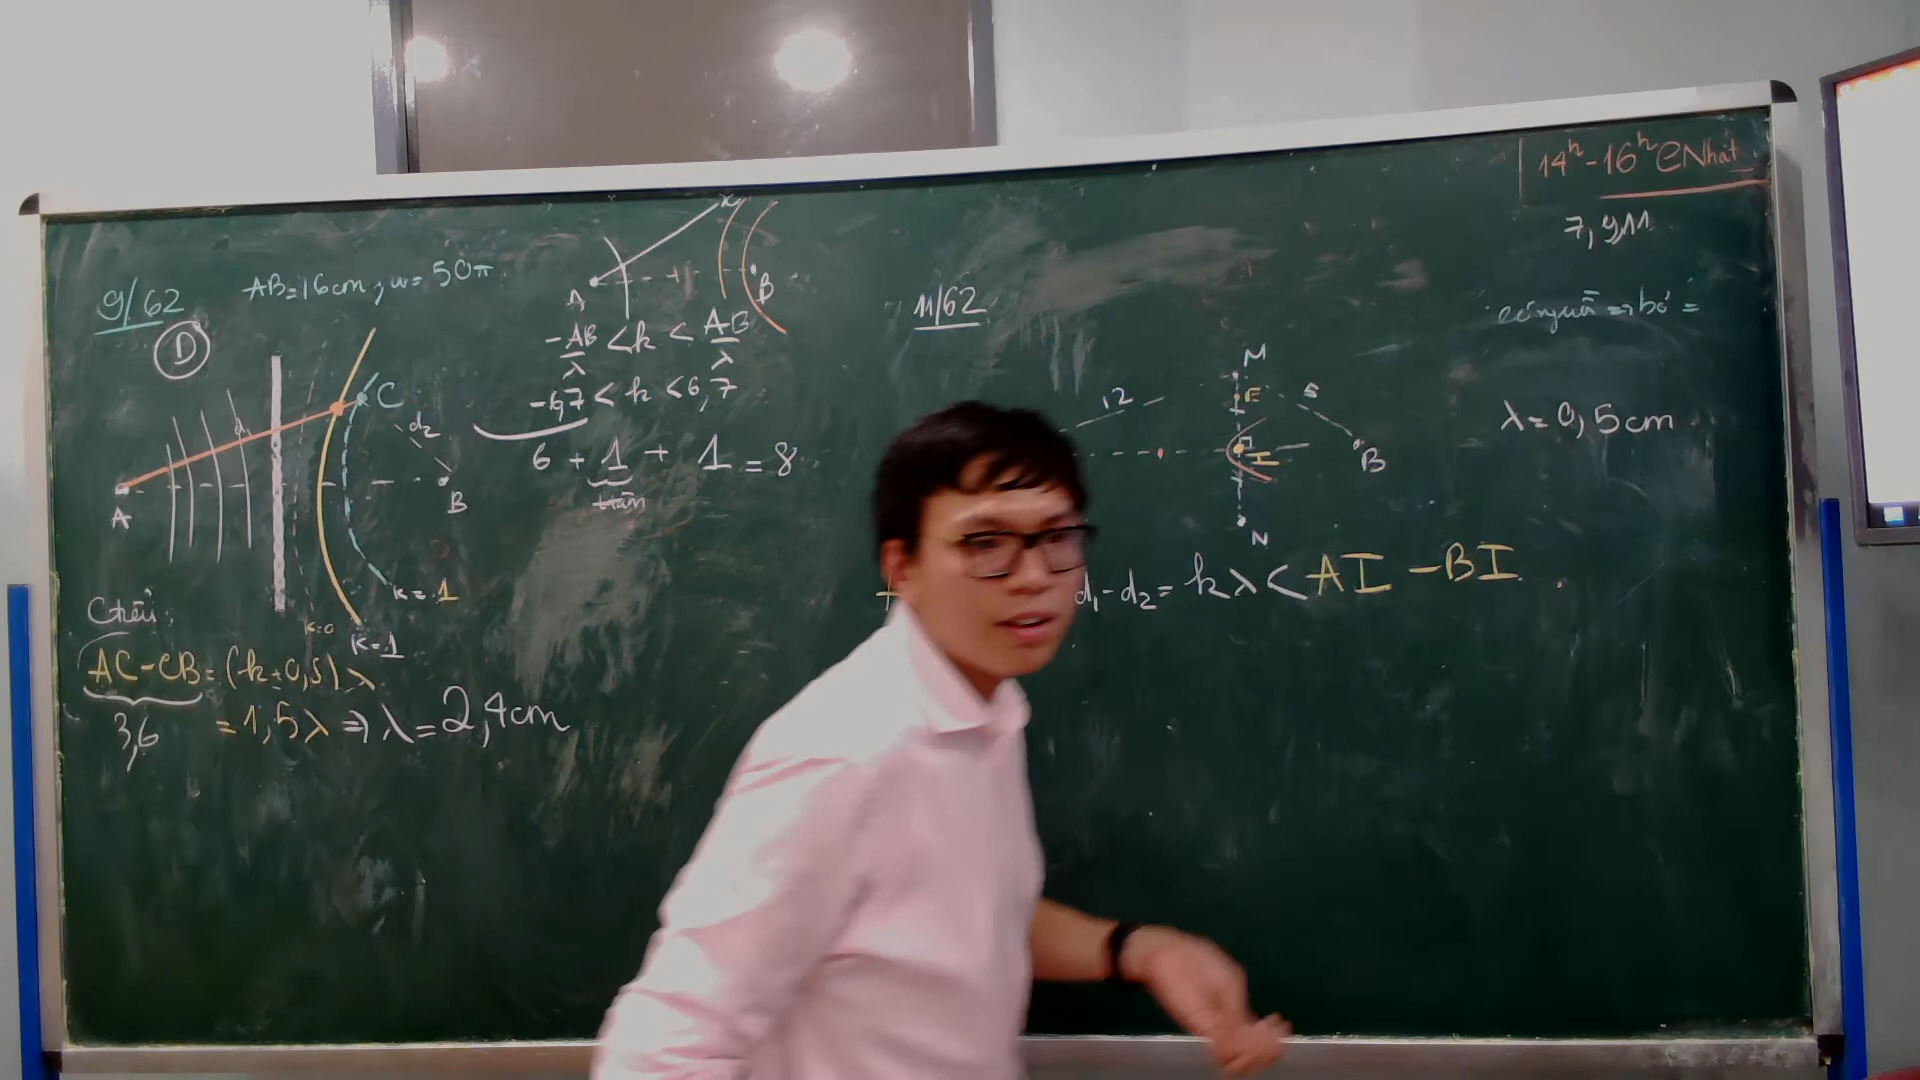 14ʰ - 16ʰ CNhất
7, 9, 11
9/62
AB = 16cm ; ω = 50π
D
A
B
C
d₂
k=0
k=1
k=1
AC - CB = (k+0,5)λ
3,6
= 1,5λ ⇒ λ = 2,4cm
x
A
B
-AB/λ < k < AB/λ
-6,7 < k < 6,7
6 + 1 + 1 = 8
11/62
M
E
12
5
I
B
N
λ = 0,5cm
d₁ - d₂ = kλ < AI - BI